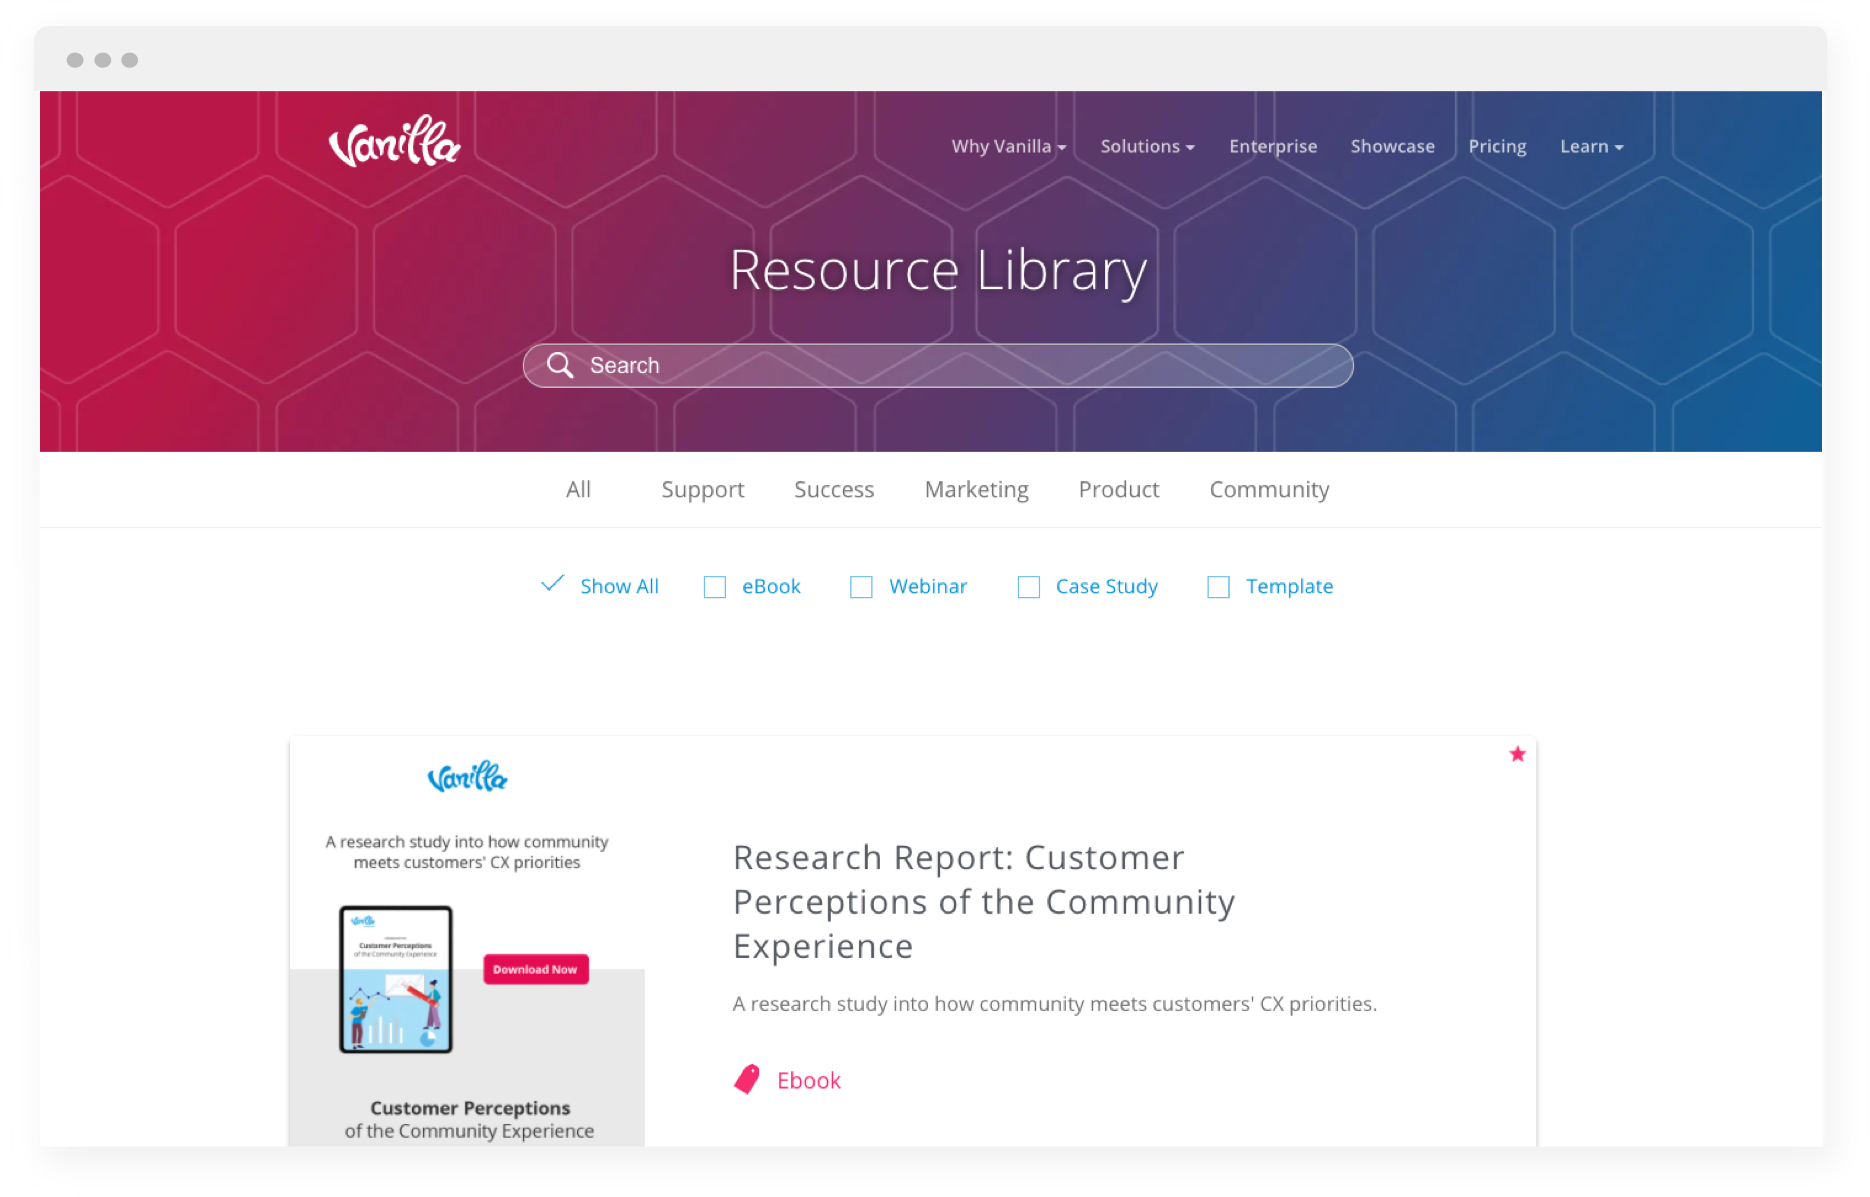 Vanilla
Why Vanilla Solutions Enterprise Showcase Pricing Learn
Resource Library
Search
All Support Success Marketing Product Community
Show All eBook Webinar Case Study Template
Vanilla
A research study into how community
meets customers' CX priorities
Vanilla
Customer Perceptions
of the Community Experience
Download Now
Customer Perceptions
of the Community Experience
Research Report: Customer
Perceptions of the Community
Experience
A research study into how community meets customers' CX priorities.
Ebook